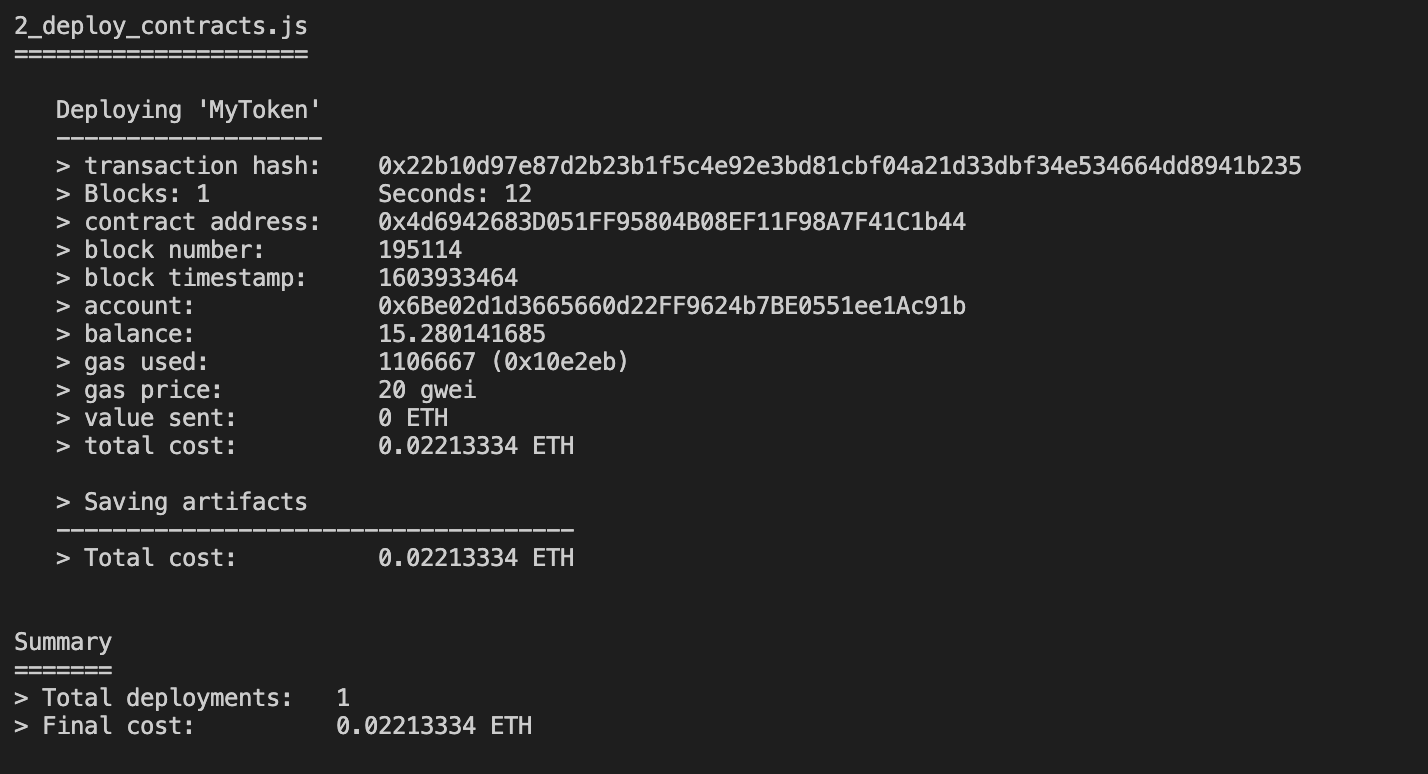 2_deploy_contracts.js
=====================
Deploying 'MyToken'
-------------------
> transaction hash: 0x22b10d97e87d2b23b1f5c4e92e3bd81cbf04a21d33dbf34e534664dd8941b235
> Blocks: 1 Seconds: 12
> contract address: 0x4d6942683D051FF95804B08EF11F98A7F41C1b44
> block number: 195114
> block timestamp: 1603933464
> account: 0x6Be02d1d3665660d22FF9624b7BE0551ee1Ac91b
> balance: 15.280141685
> gas used: 1106667 (0x10e2eb)
> gas price: 20 gwei
> value sent: 0 ETH
> total cost: 0.02213334 ETH
> Saving artifacts
-------------------------------------
> Total cost: 0.02213334 ETH
Summary
=======
> Total deployments: 1
> Final cost: 0.02213334 ETH